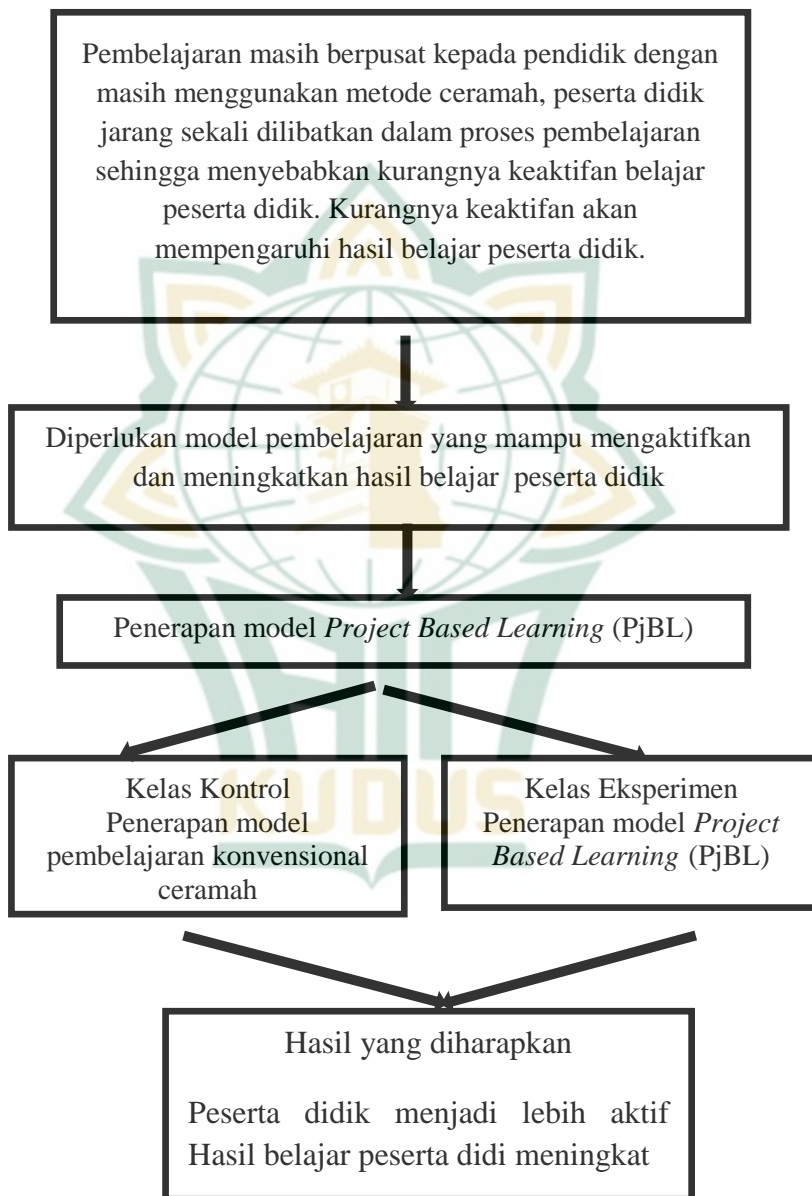 Pembelajaran masih berpusat kepada pendidik dengan
masih menggunakan metode ceramah, peserta didik
jarang sekali dilibatkan dalam proses pembelajaran
sehingga menyebabkan kurangnya keaktifan belajar
peserta didik. Kurangnya keaktifan akan
mempengaruhi hasil belajar peserta didik.
Diperlukan model pembelajaran yang mampu mengaktifkan
dan meningkatkan hasil belajar peserta didik
Penerapan model Project Based Learning (PjBL)
Kelas Kontrol
Penerapan model
pembelajaran konvensional
ceramah
Kelas Eksperimen
Penerapan model Project
Based Learning (PjBL)
KUDUS
Hasil yang diharapkan
Peserta didik menjadi lebih aktif
Hasil belajar peserta didi meningkat